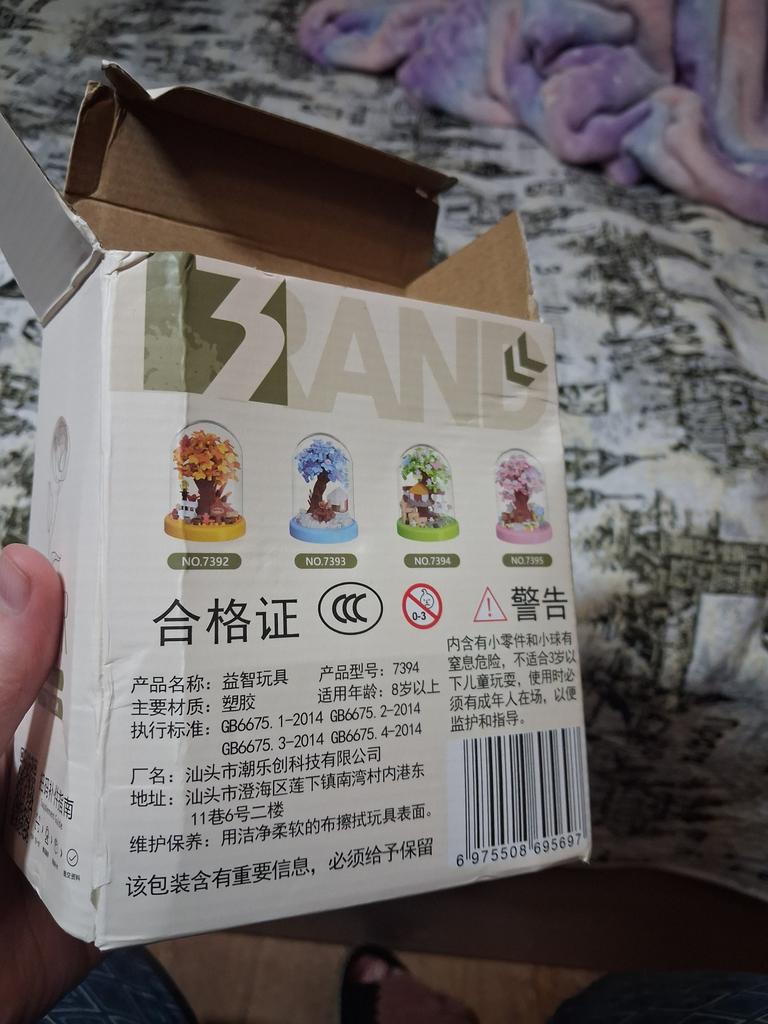 BRAND
NO.7392
NO.7393
NO.7394
NO.7395
合格证
CCC
0-3
警告
产品名称：益智玩具
产品型号：7394
主要材质：塑胶
适用年龄：8岁以上
执行标准：GB6675.1-2014 GB6675.2-2014
GB6675.3-2014 GB6675.4-2014
厂名：汕头市潮乐创科技有限公司
地址：汕头市澄海区莲下镇南湾村内港东
11巷6号二楼
维护保养：用洁净柔软的布擦拭玩具表面。
该包装含有重要信息，必须给予保留
内含有小零件和小球有
窒息危险，不适合3岁以
下儿童玩耍，使用时必
须有成年人在场，以便
监护和指导。
6 975508 695697
补件指南